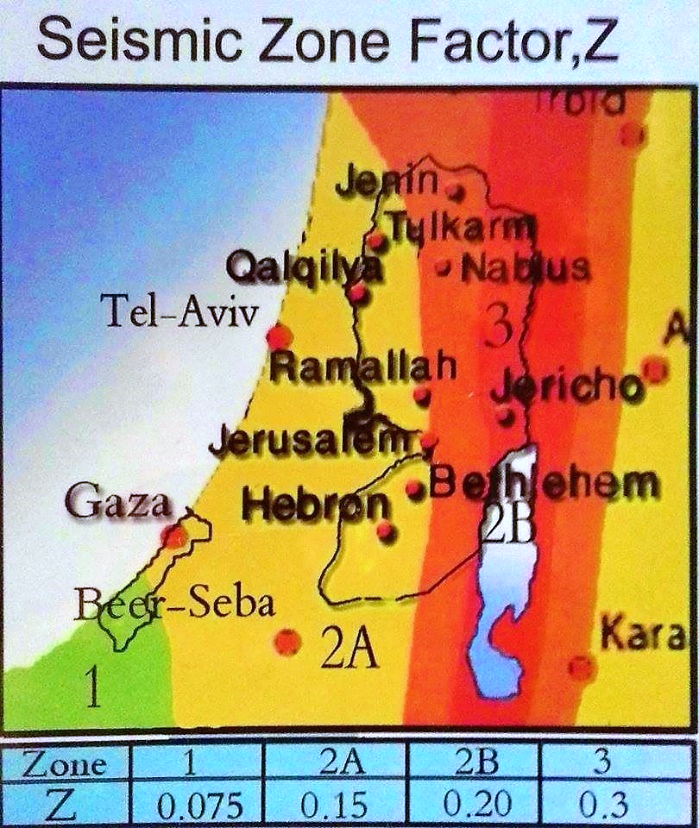 Seismic Zone Factor,Z
Irbid
Jenin
Tylkarm
Qalqilya
Nablus
Tel-Aviv
3
A
Ramallah
Jericho
Jerusalem
Bethlehem
Gaza
Hebron
2B
Beer-Seba
2A
Kara
1
Zone 1 2A 2B 3
Z 0.075 0.15 0.20 0.3